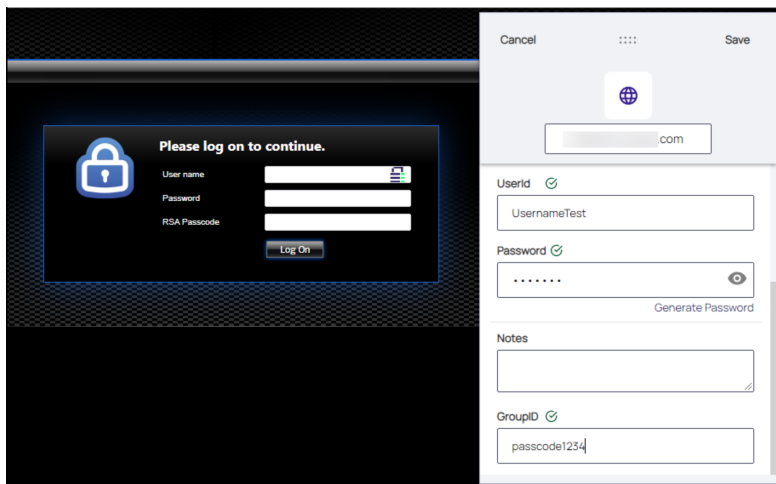 Please log on to continue.
User name
Password
RSA Passcode
Log On
Cancel
Save
.com
UserId
UsernameTest
Password
.......
Generate Password
Notes
GroupID
passcode1234